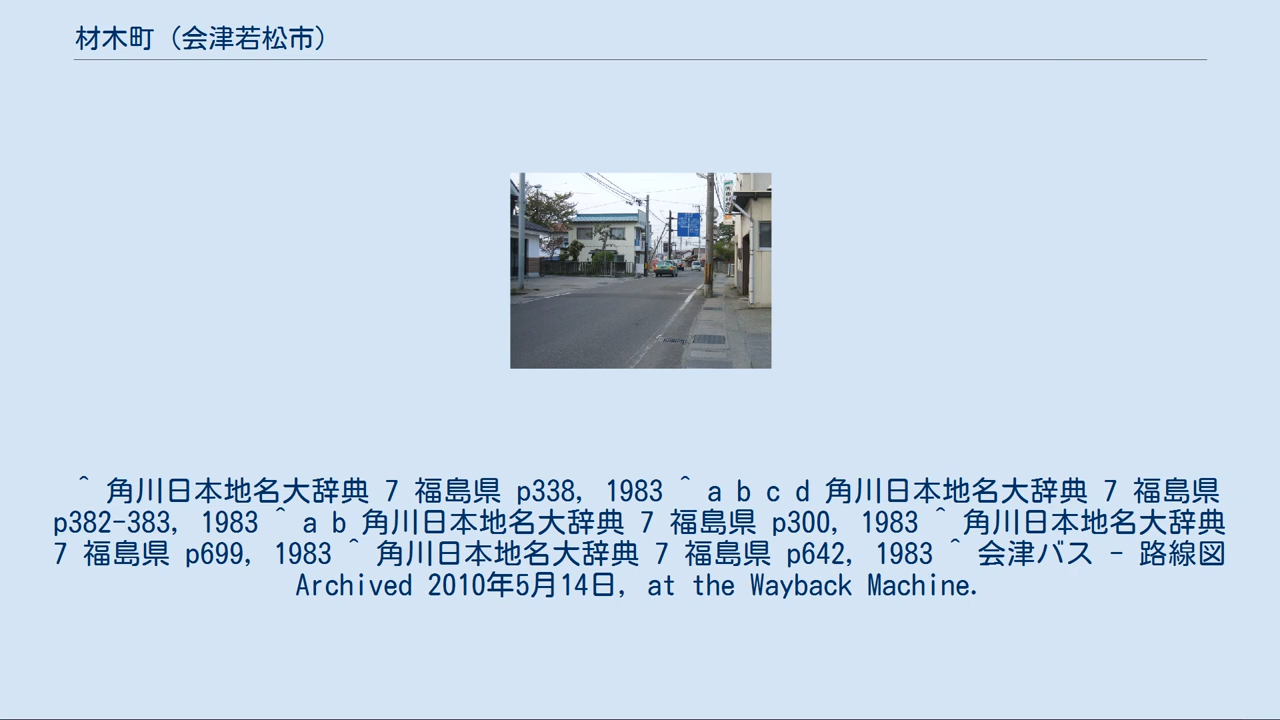 材木町（会津若松市）
^ 角川日本地名大辞典 7 福島県 p338, 1983 ^ a b c d 角川日本地名大辞典 7 福島県
p382-383, 1983 ^ a b 角川日本地名大辞典 7 福島県 p300, 1983 ^ 角川日本地名大辞典
7 福島県 p699, 1983 ^ 角川日本地名大辞典 7 福島県 p642, 1983 ^ 会津バス - 路線図
Archived 2010年5月14日, at the Wayback Machine.